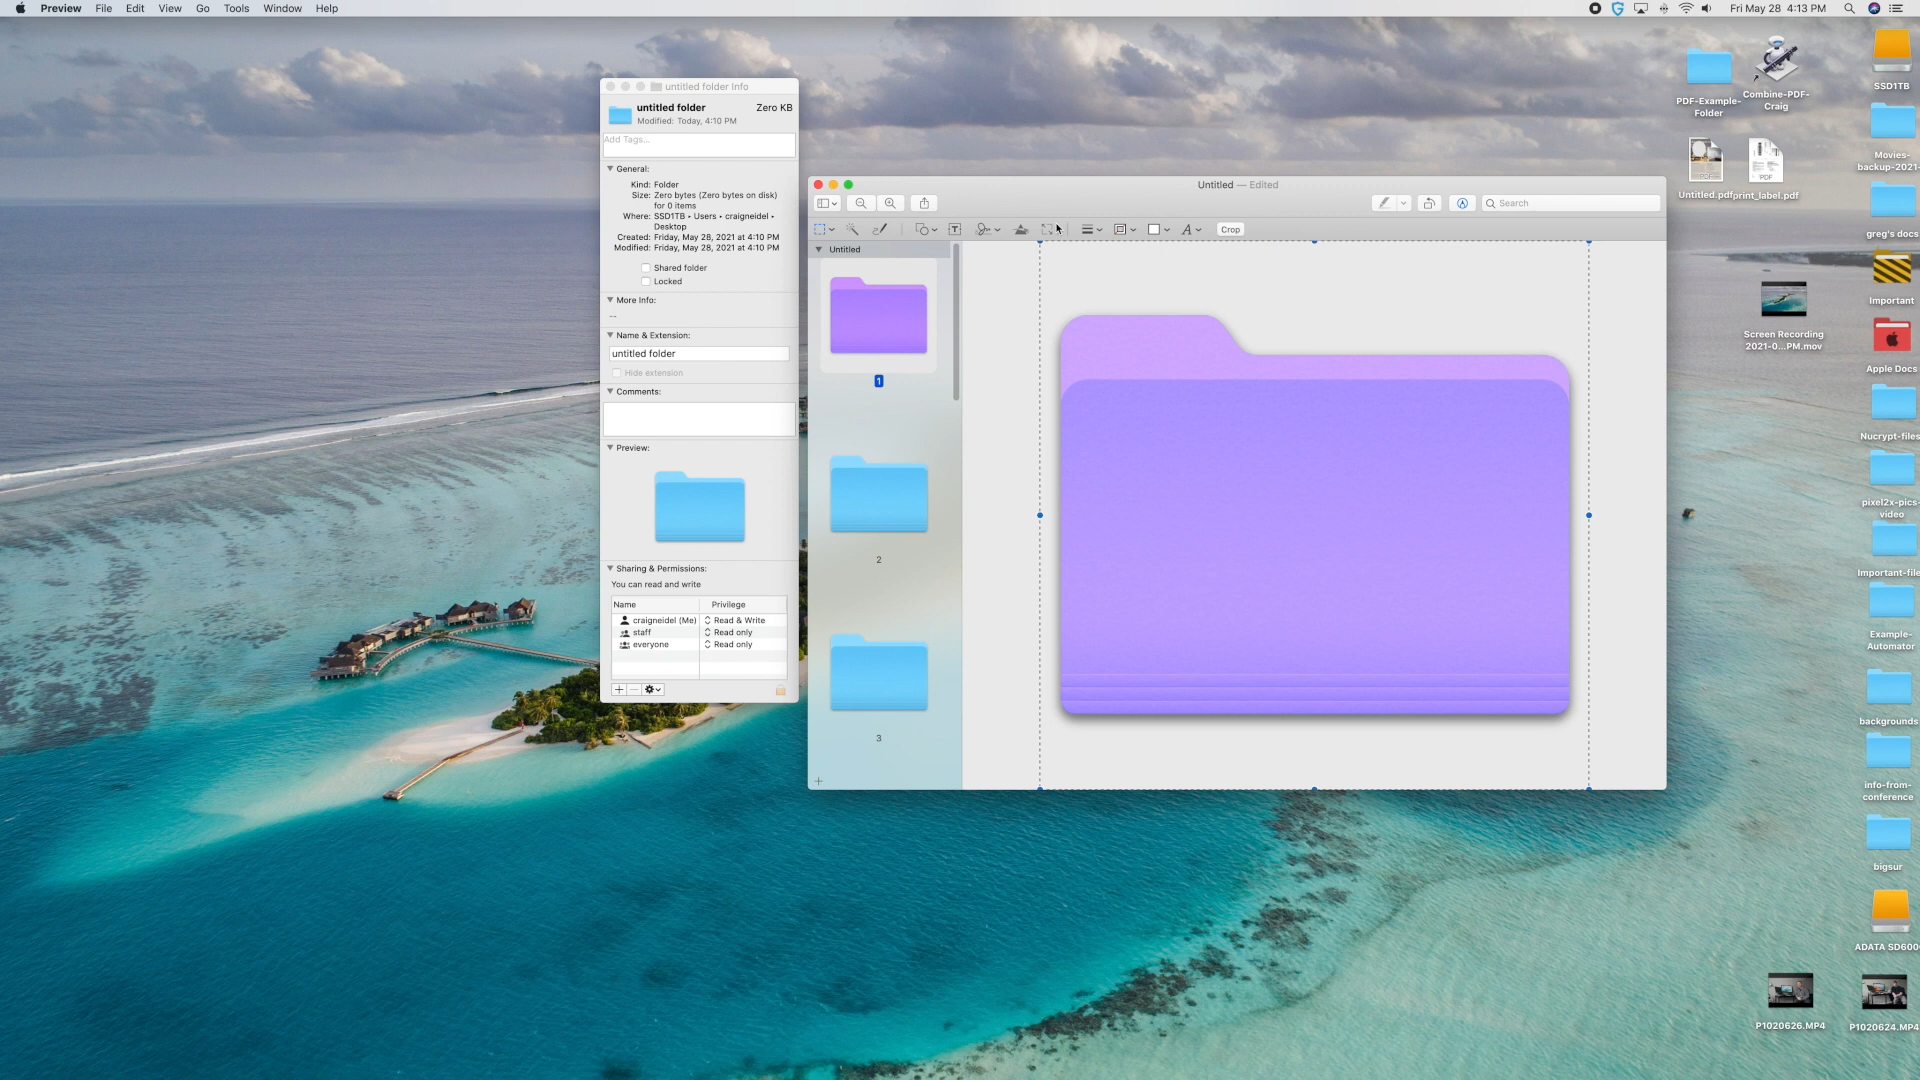 Preview File Edit View Go Tools Window Help
Fri May 28 4:13 PM
untitled folder Info
untitled folder Zero KB
Modified: Today, 4:10 PM
Add Tags...
General:
Kind: Folder
Size: Zero bytes (Zero bytes on disk)
for 0 items
Where: SSD1TB • Users • craigneidel •
Desktop
Created: Friday, May 28, 2021 at 4:10 PM
Modified: Friday, May 28, 2021 at 4:10 PM
Shared folder
Locked
More Info:
--
Name & Extension:
untitled folder
Hide extension
Comments:
Preview:
Sharing & Permissions:
You can read and write
Name Privilege
craigneidel (Me) Read & Write
staff Read only
everyone Read only
Untitled — Edited
Search
Crop
Untitled
1
2
3
PDF-Example-
Folder
Combine-PDF-
Craig
Untitled.pdf
print_label.pdf
Screen Recording
2021-0...PM.mov
SSD1TB
Movies-
backup-2021-
greg's docs
Important
Apple Docs
Nucrypt-files
pixel2x-pics-
video
Important-file
Example-
Automator
backgrounds
info-from-
conference
bigsur
ADATA SD600
P1020626.MP4
P1020624.MP4